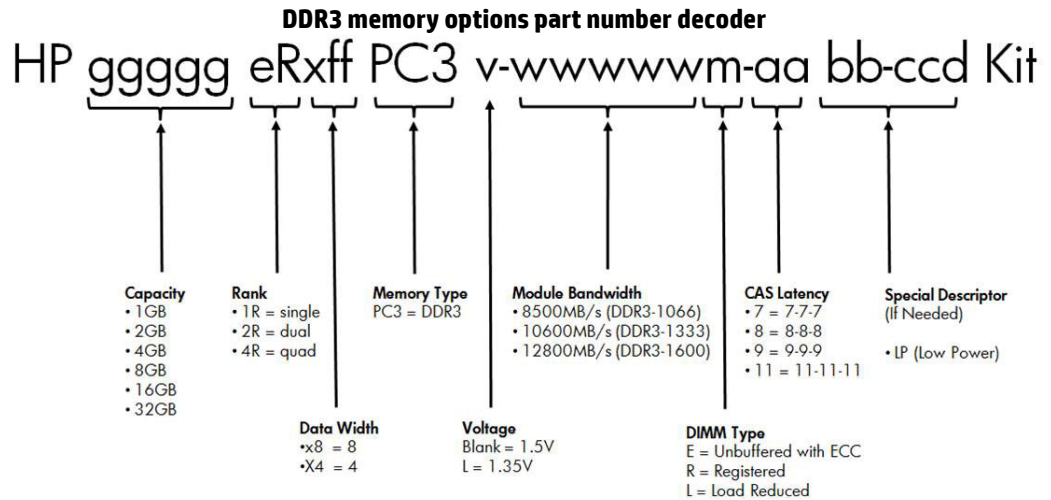 DDR3 memory options part number decoder
HP ggggg eRxff PC3 v-wwwwwm-aa bb-ccd Kit
Capacity
• 1GB
• 2GB
• 4GB
• 8GB
• 16GB
• 32GB
Rank
• 1R = single
• 2R = dual
• 4R = quad
Memory Type
PC3 = DDR3
Module Bandwidth
• 8500MB/s (DDR3-1066)
• 10600MB/s (DDR3-1333)
• 12800MB/s (DDR3-1600)
CAS Latency
• 7 = 7-7-7
• 8 = 8-8-8
• 9 = 9-9-9
• 11 = 11-11-11
Special Descriptor
(If Needed)
• LP (Low Power)
Data Width
•x8 = 8
•X4 = 4
Voltage
Blank = 1.5V
L = 1.35V
DIMM Type
E = Unbuffered with ECC
R = Registered
L = Load Reduced